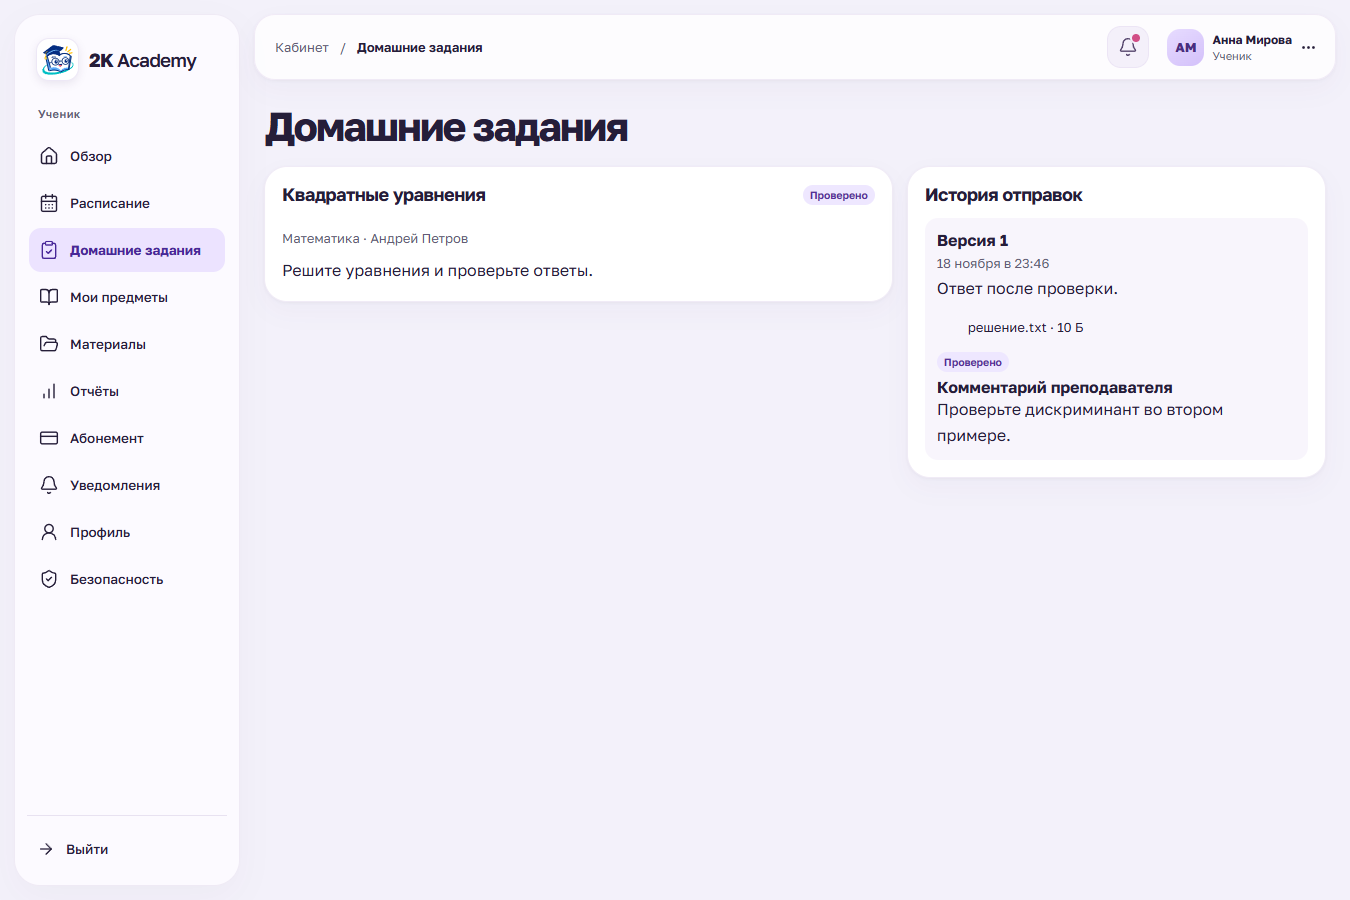 2K Academy
Ученик
Обзор
Расписание
Домашние задания
Мои предметы
Материалы
Отчёты
Абонемент
Уведомления
Профиль
Безопасность
Выйти
Кабинет / Домашние задания
АМ
Анна Мирова
Ученик
Домашние задания
Квадратные уравнения
Проверено
Математика · Андрей Петров
Решите уравнения и проверьте ответы.
История отправок
Версия 1
18 ноября в 23:46
Ответ после проверки.
решение.txt · 10 Б
Проверено
Комментарий преподавателя
Проверьте дискриминант во втором
примере.